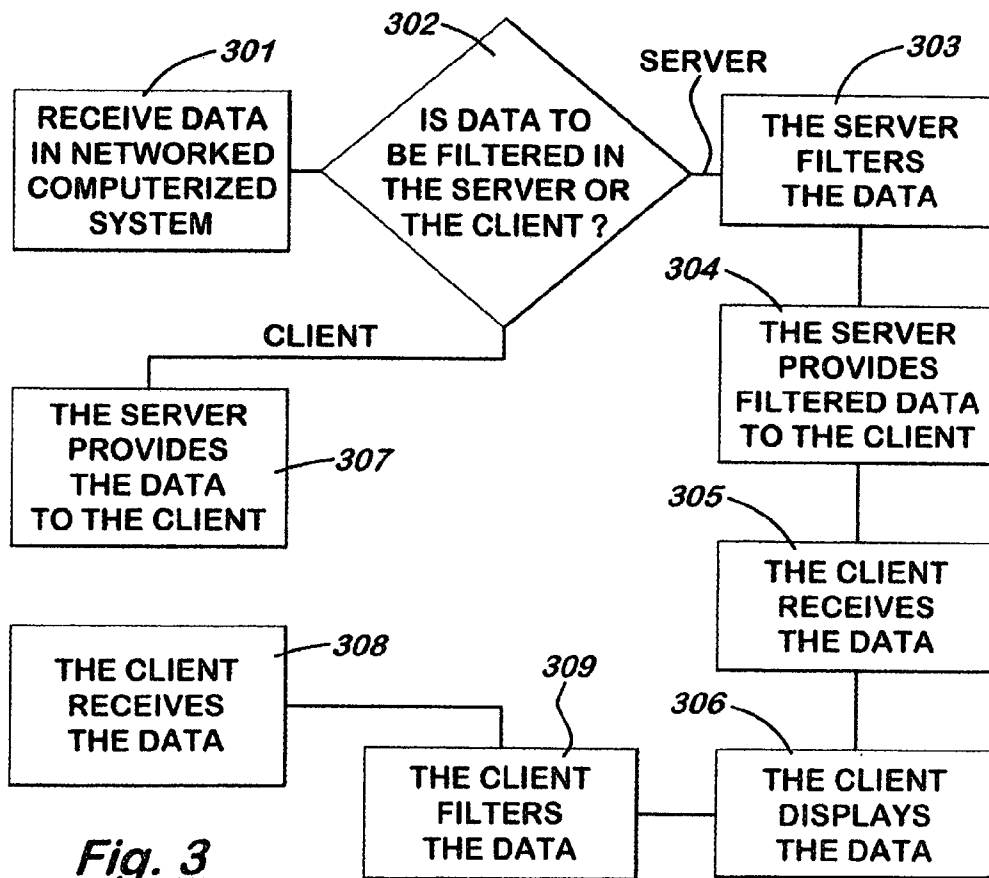 301
RECEIVE DATA
IN NETWORKED
COMPUTERIZED
SYSTEM
302
IS DATA TO
BE FILTERED IN
THE SERVER OR
THE CLIENT ?
SERVER
303
THE SERVER
FILTERS
THE DATA
304
THE SERVER
PROVIDES
FILTERED DATA
TO THE CLIENT
CLIENT
THE SERVER
PROVIDES
THE DATA
TO THE CLIENT
307
305
THE CLIENT
RECEIVES
THE DATA
THE CLIENT
RECEIVES
THE DATA
308
309
THE CLIENT
FILTERS
THE DATA
306
THE CLIENT
DISPLAYS
THE DATA
Fig. 3